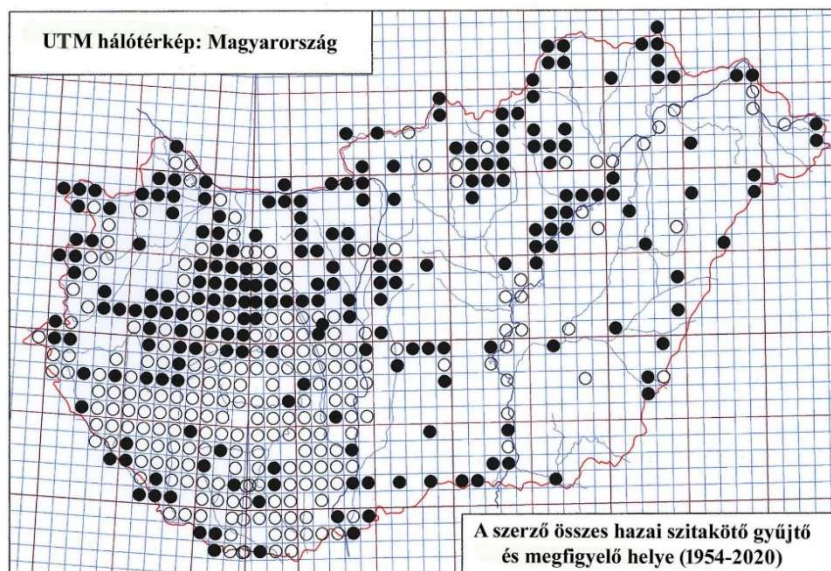 UTM hálótérkép: Magyarország
A szerző összes hazai szitakötő gyűjtő
és megfigyelő helye (1954-2020)